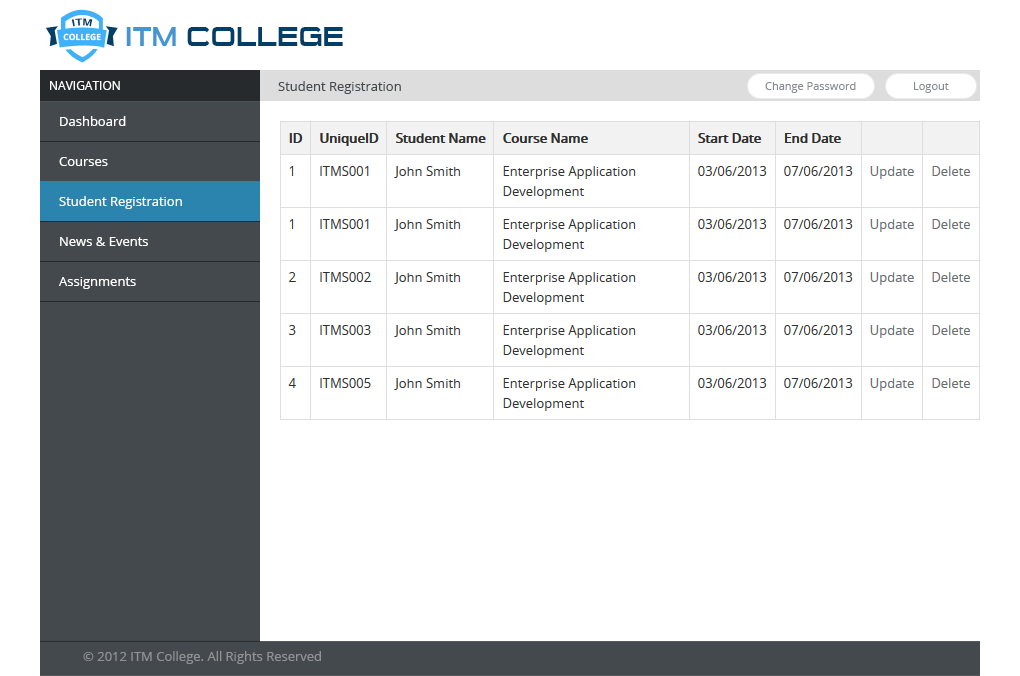 ITM
COLLEGE
ITM COLLEGE
NAVIGATION
Student Registration Change Password Logout
Dashboard
Courses
Student Registration
News & Events
Assignments
ID UniqueID Student Name Course Name Start Date End Date
1 ITMS001 John Smith Enterprise Application 03/06/2013 07/06/2013 Update Delete
Development
1 ITMS001 John Smith Enterprise Application 03/06/2013 07/06/2013 Update Delete
Development
2 ITMS002 John Smith Enterprise Application 03/06/2013 07/06/2013 Update Delete
Development
3 ITMS003 John Smith Enterprise Application 03/06/2013 07/06/2013 Update Delete
Development
4 ITMS005 John Smith Enterprise Application 03/06/2013 07/06/2013 Update Delete
Development
© 2012 ITM College. All Rights Reserved